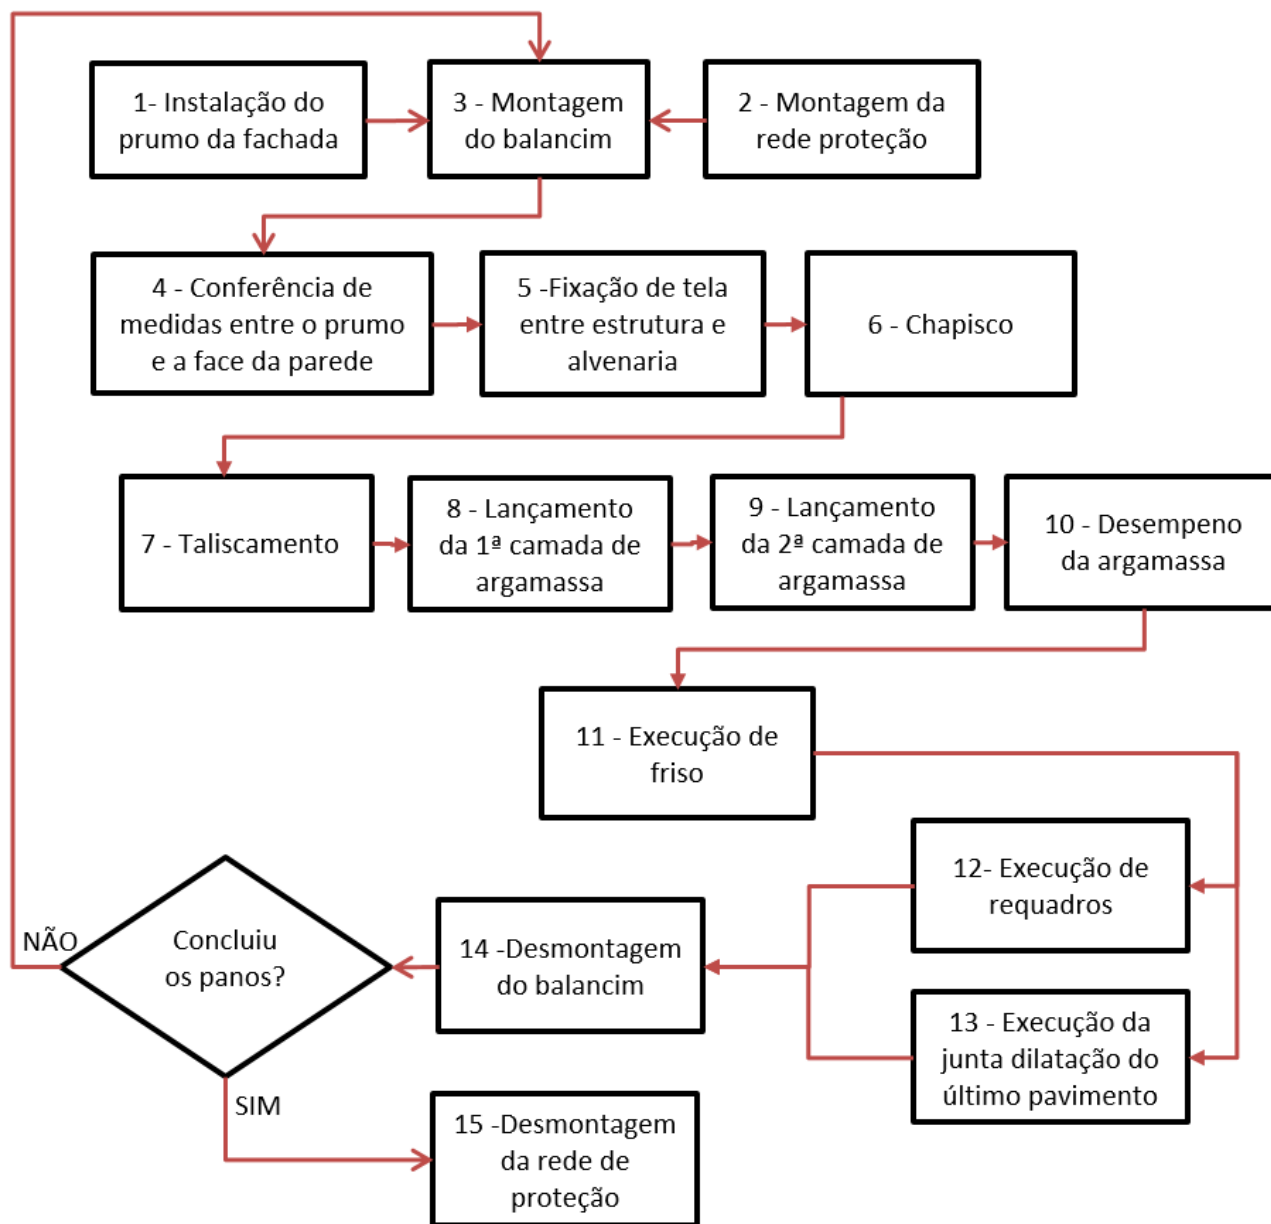 1- Instalação do
prumo da fachada
3 - Montagem
do balancim
2 - Montagem da
rede proteção
4 - Conferência de
medidas entre o prumo
e a face da parede
5 -Fixação de tela
entre estrutura e
alvenaria
6 - Chapisco
7 - Taliscamento
8 - Lançamento
da 1ª camada de
argamassa
9 - Lançamento
da 2ª camada de
argamassa
10 - Desempeno
da argamassa
11 - Execução de
friso
12- Execução de
requadros
13 - Execução da
junta dilatação do
último pavimento
14 -Desmontagem
do balancim
Concluiu
os panos?
NÃO
SIM
15 -Desmontagem
da rede de
proteção